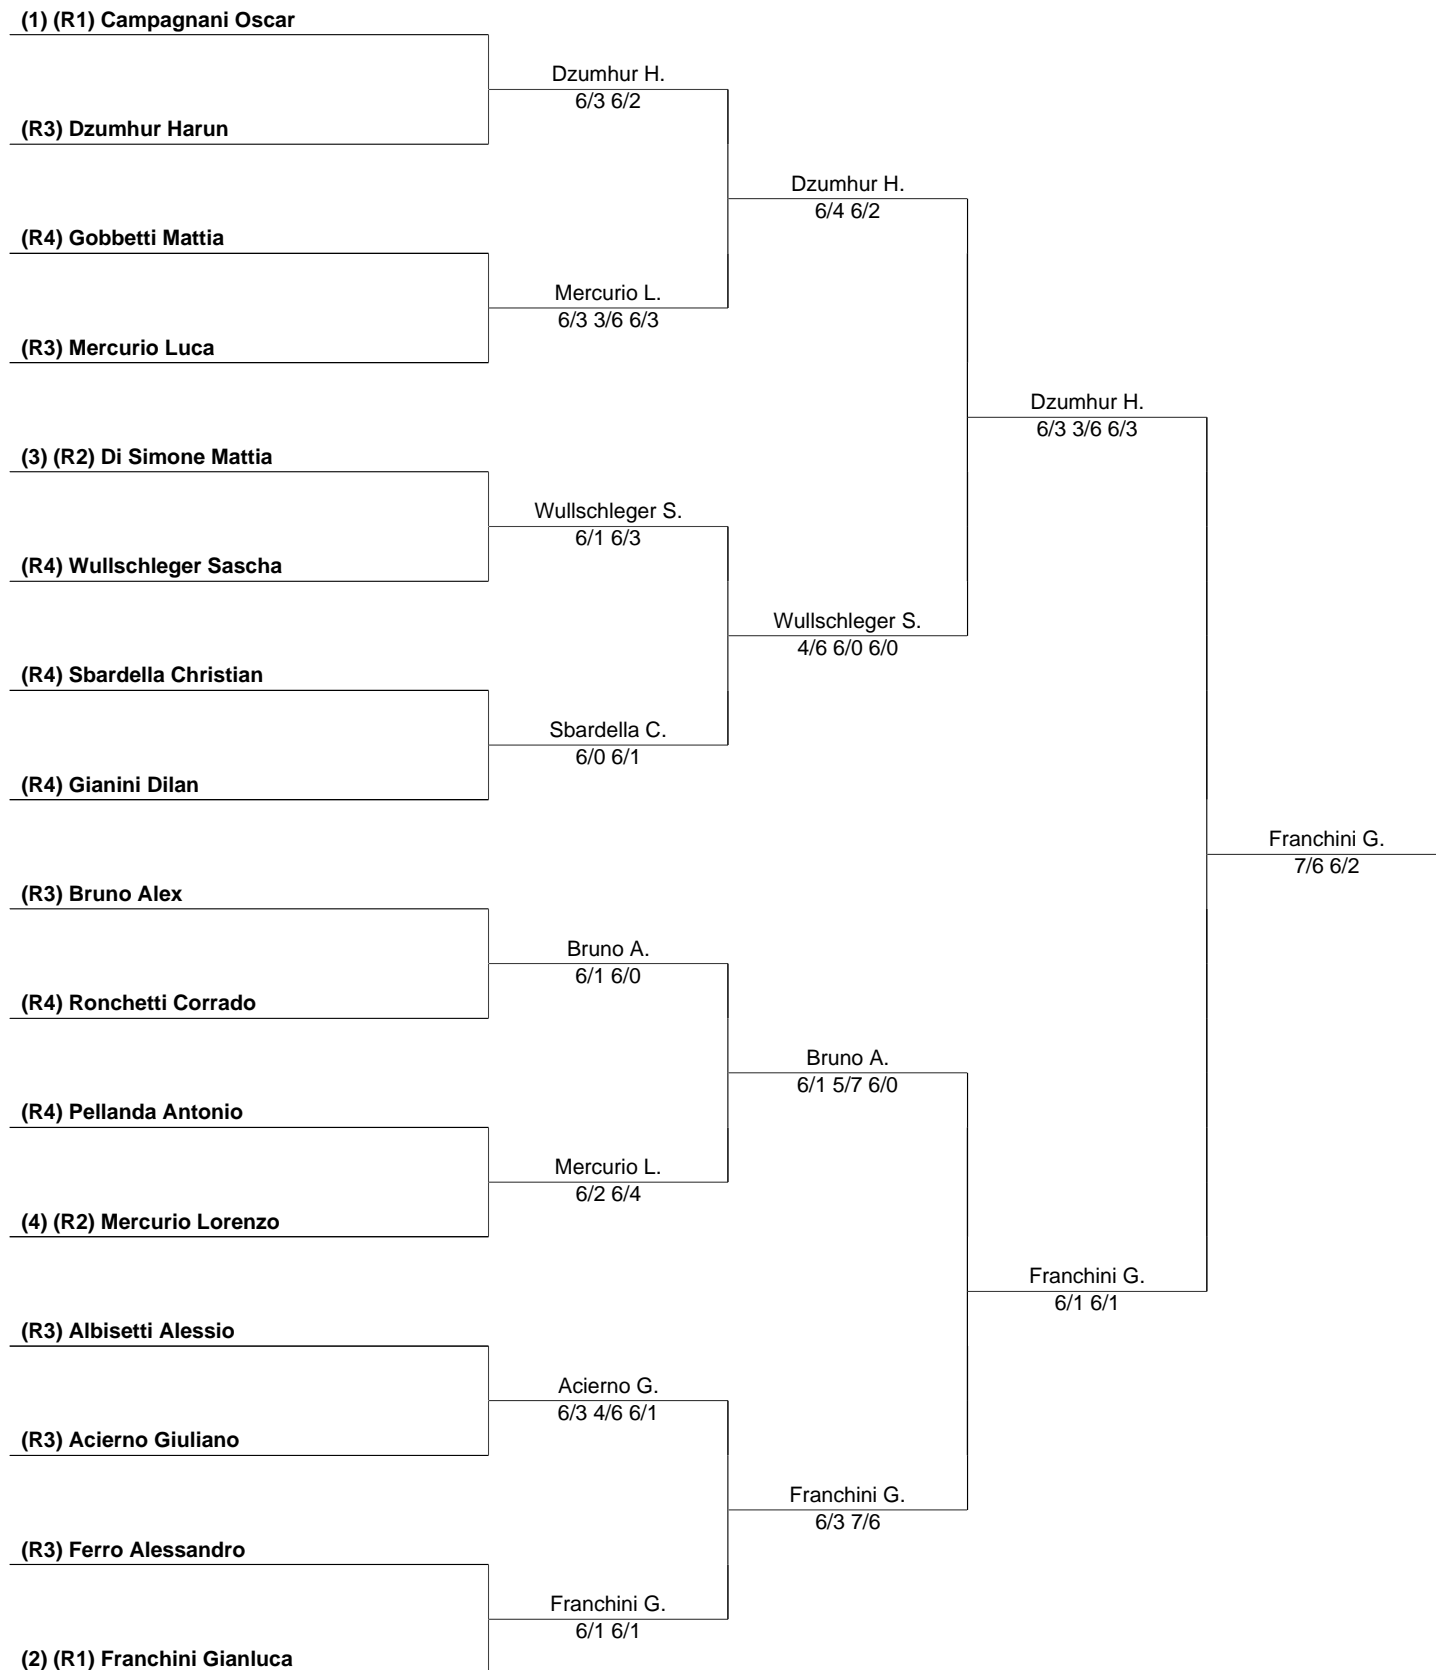 (1) (R1) Campagnani Oscar
Dzumhur H.
6/3 6/2
(R3) Dzumhur Harun
Dzumhur H.
6/4 6/2
(R4) Gobbetti Mattia
Mercurio L.
6/3 3/6 6/3
(R3) Mercurio Luca
Dzumhur H.
6/3 3/6 6/3
(3) (R2) Di Simone Mattia
Wullschleger S.
6/1 6/3
(R4) Wullschleger Sascha
Wullschleger S.
4/6 6/0 6/0
(R4) Sbardella Christian
Sbardella C.
6/0 6/1
(R4) Gianini Dilan
Franchini G.
7/6 6/2
(R3) Bruno Alex
Bruno A.
6/1 6/0
(R4) Ronchetti Corrado
Bruno A.
6/1 5/7 6/0
(R4) Pellanda Antonio
Mercurio L.
6/2 6/4
(4) (R2) Mercurio Lorenzo
Franchini G.
6/1 6/1
(R3) Albisetti Alessio
Acierno G.
6/3 4/6 6/1
(R3) Acierno Giuliano
Franchini G.
6/3 7/6
(R3) Ferro Alessandro
Franchini G.
6/1 6/1
(2) (R1) Franchini Gianluca